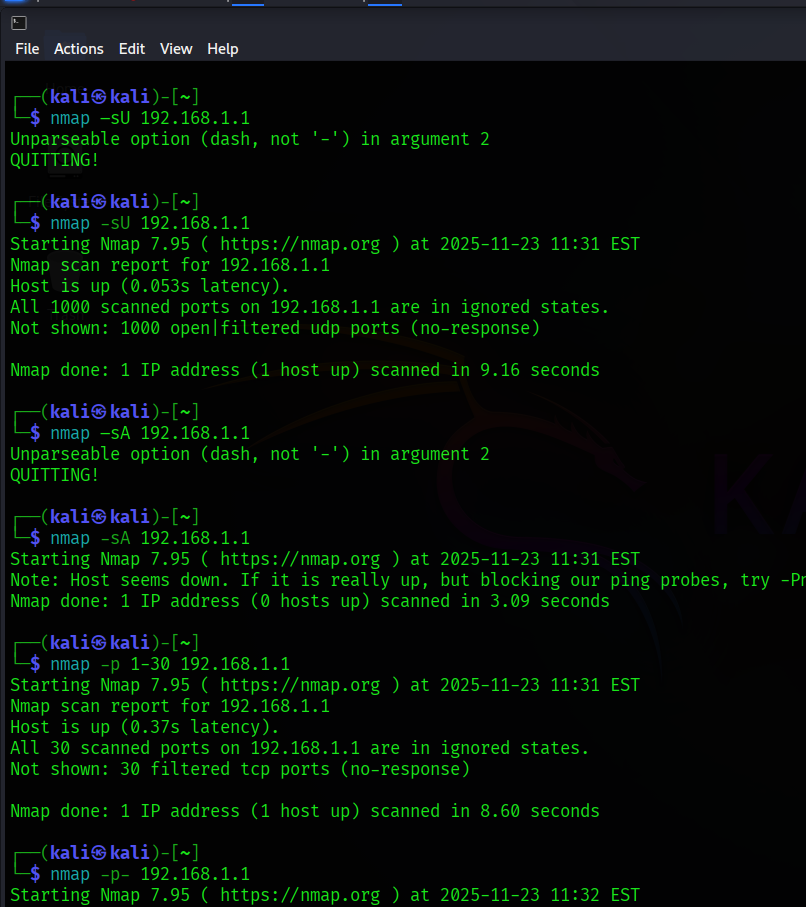 File Actions Edit View Help
┌──(kali㉿kali)-[~]
└─$ nmap –sU 192.168.1.1
Unparseable option (dash, not '-') in argument 2
QUITTING!
┌──(kali㉿kali)-[~]
└─$ nmap -sU 192.168.1.1
Starting Nmap 7.95 ( https://nmap.org ) at 2025-11-23 11:31 EST
Nmap scan report for 192.168.1.1
Host is up (0.053s latency).
All 1000 scanned ports on 192.168.1.1 are in ignored states.
Not shown: 1000 open|filtered udp ports (no-response)
Nmap done: 1 IP address (1 host up) scanned in 9.16 seconds
┌──(kali㉿kali)-[~]
└─$ nmap –sA 192.168.1.1
Unparseable option (dash, not '-') in argument 2
QUITTING!
┌──(kali㉿kali)-[~]
└─$ nmap -sA 192.168.1.1
Starting Nmap 7.95 ( https://nmap.org ) at 2025-11-23 11:31 EST
Note: Host seems down. If it is really up, but blocking our ping probes, try -Pn
Nmap done: 1 IP address (0 hosts up) scanned in 3.09 seconds
┌──(kali㉿kali)-[~]
└─$ nmap -p 1-30 192.168.1.1
Starting Nmap 7.95 ( https://nmap.org ) at 2025-11-23 11:31 EST
Nmap scan report for 192.168.1.1
Host is up (0.37s latency).
All 30 scanned ports on 192.168.1.1 are in ignored states.
Not shown: 30 filtered tcp ports (no-response)
Nmap done: 1 IP address (1 host up) scanned in 8.60 seconds
┌──(kali㉿kali)-[~]
└─$ nmap -p- 192.168.1.1
Starting Nmap 7.95 ( https://nmap.org ) at 2025-11-23 11:32 EST